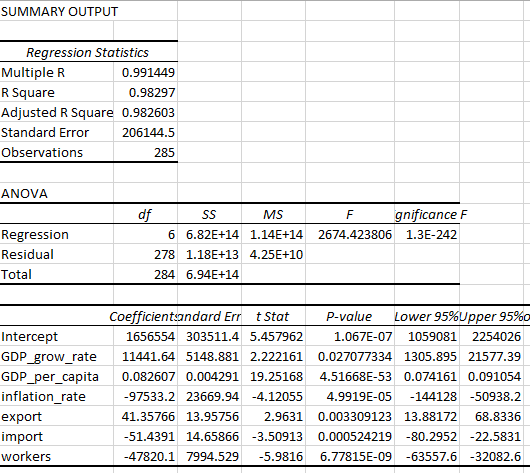 SUMMARY OUTPUT
Regression Statistics
Multiple R 0.991449
R Square 0.98297
Adjusted R Square 0.982603
Standard Error 206144.5
Observations 285
ANOVA
df SS MS F gnificance F
Regression 6 6.82E+14 1.14E+14 2674.423806 1.3E-242
Residual 278 1.18E+13 4.25E+10
Total 284 6.94E+14
Coefficients andard Err t Stat P-value Lower 95% Upper 95% o
Intercept 1656554 303511.4 5.457962 1.067E-07 1059081 2254026
GDP_grow_rate 11441.64 5148.881 2.222161 0.027077334 1305.895 21577.39
GDP_per_capita 0.082607 0.004291 19.25168 4.51668E-53 0.074161 0.091054
inflation_rate -97533.2 23669.94 -4.12055 4.9919E-05 -144128 -50938.2
export 41.35766 13.95756 2.9631 0.003309123 13.88172 68.8336
import -51.4391 14.65866 -3.50913 0.000524219 -80.2952 -22.5831
workers -47820.1 7994.529 -5.9816 6.77815E-09 -63557.6 -32082.6